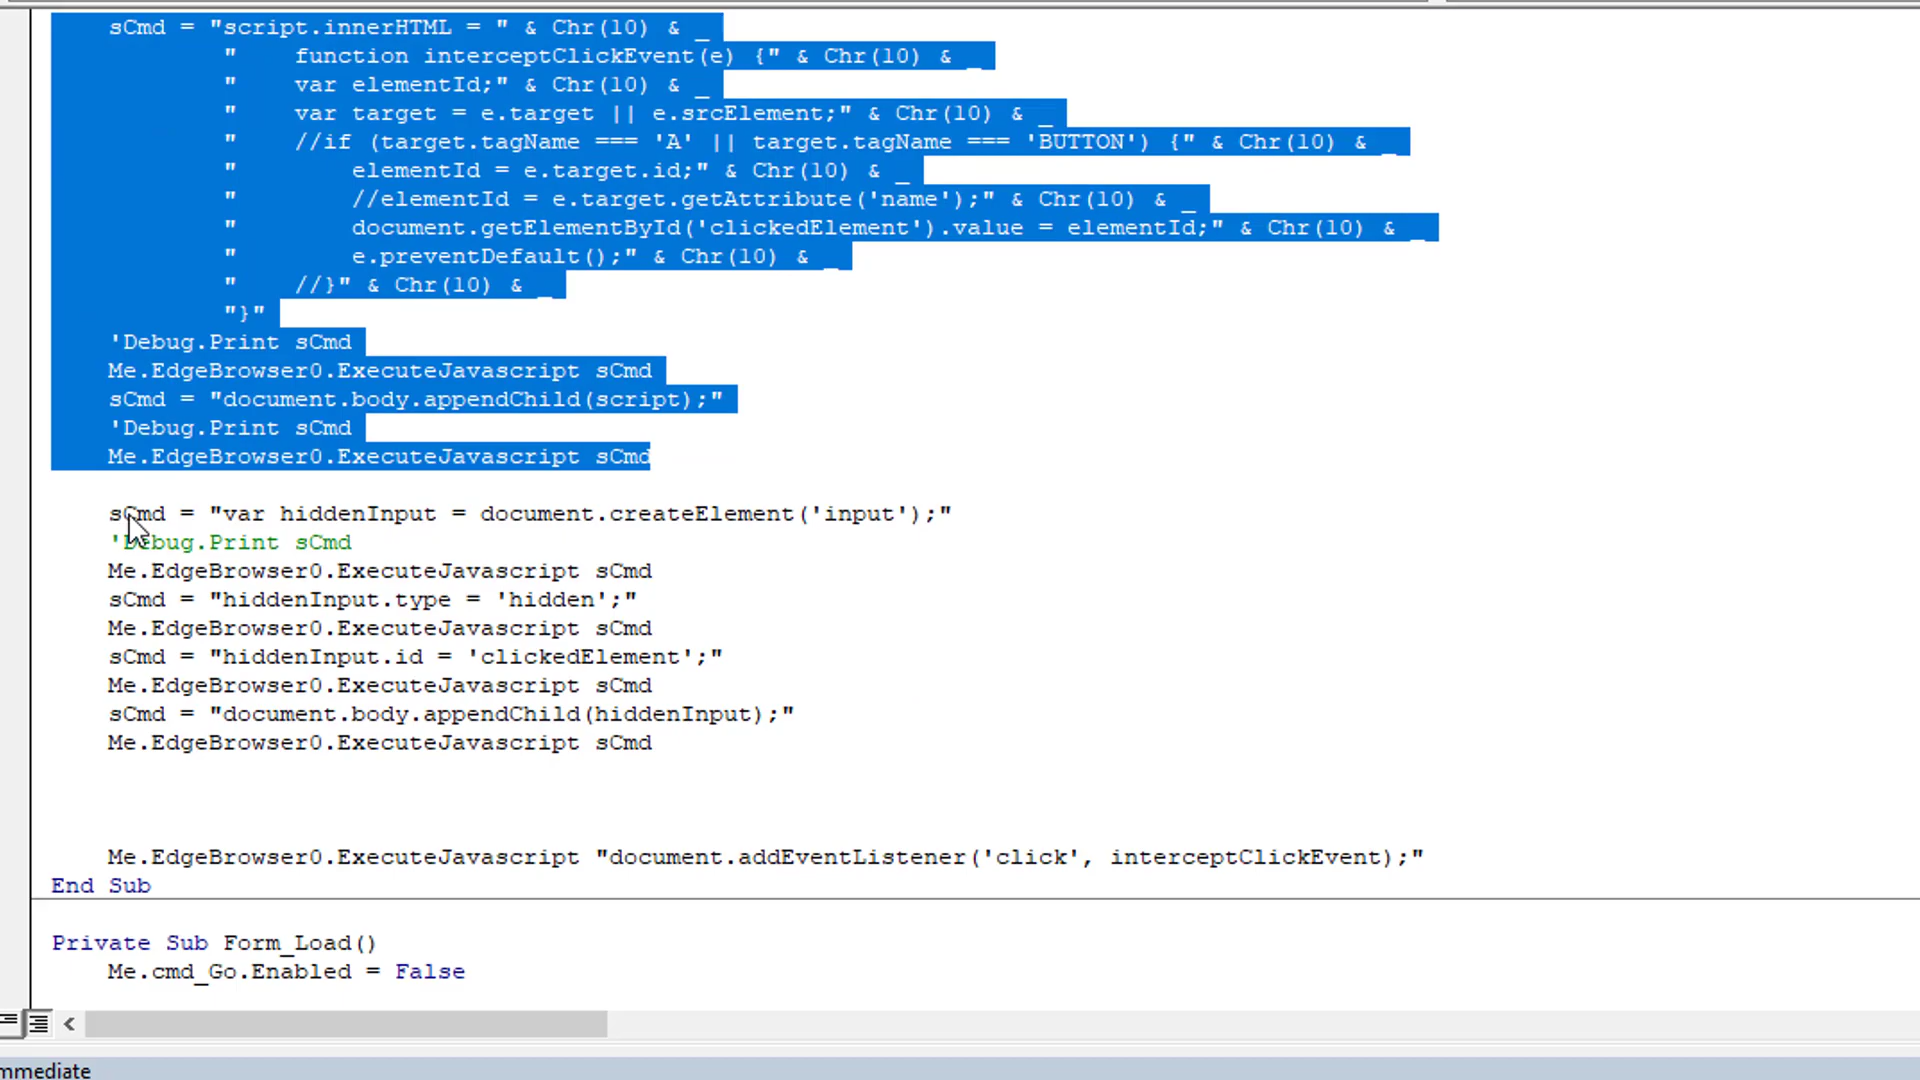 sCmd = "script.innerHTML = " & Chr(10) & _
"    function interceptClickEvent(e) {" & Chr(10) & _
"    var elementId;" & Chr(10) & _
"    var target = e.target || e.srcElement;" & Chr(10) & _
"    //if (target.tagName === 'A' || target.tagName === 'BUTTON') {" & Chr(10) & _
"        elementId = e.target.id;" & Chr(10) & _
"        //elementId = e.target.getAttribute('name');" & Chr(10) & _
"        document.getElementById('clickedElement').value = elementId;" & Chr(10) & _
"        e.preventDefault();" & Chr(10) & _
"    //}" & Chr(10) & _
"}"
'Debug.Print sCmd
Me.EdgeBrowser0.ExecuteJavascript sCmd
sCmd = "document.body.appendChild(script);"
'Debug.Print sCmd
Me.EdgeBrowser0.ExecuteJavascript sCmd
sCmd = "var hiddenInput = document.createElement('input');"
'Debug.Print sCmd
Me.EdgeBrowser0.ExecuteJavascript sCmd
sCmd = "hiddenInput.type = 'hidden';"
Me.EdgeBrowser0.ExecuteJavascript sCmd
sCmd = "hiddenInput.id = 'clickedElement';"
Me.EdgeBrowser0.ExecuteJavascript sCmd
sCmd = "document.body.appendChild(hiddenInput);"
Me.EdgeBrowser0.ExecuteJavascript sCmd
Me.EdgeBrowser0.ExecuteJavascript "document.addEventListener('click', interceptClickEvent);"
End Sub
Private Sub Form_Load()
Me.cmd_Go.Enabled = False
mmediate